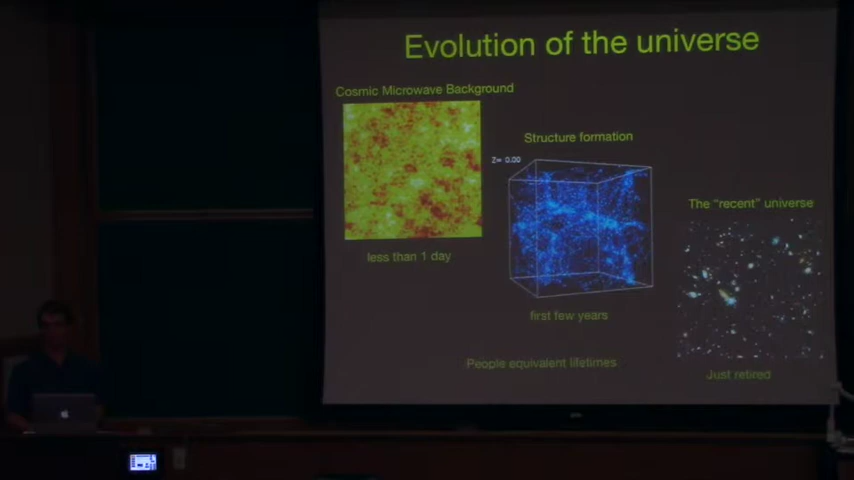 Evolution of the universe
Cosmic Microwave Background
Structure formation
Z= 0.00
The "recent" universe
less than 1 day
first few years
People equivalent lifetimes
Just retired